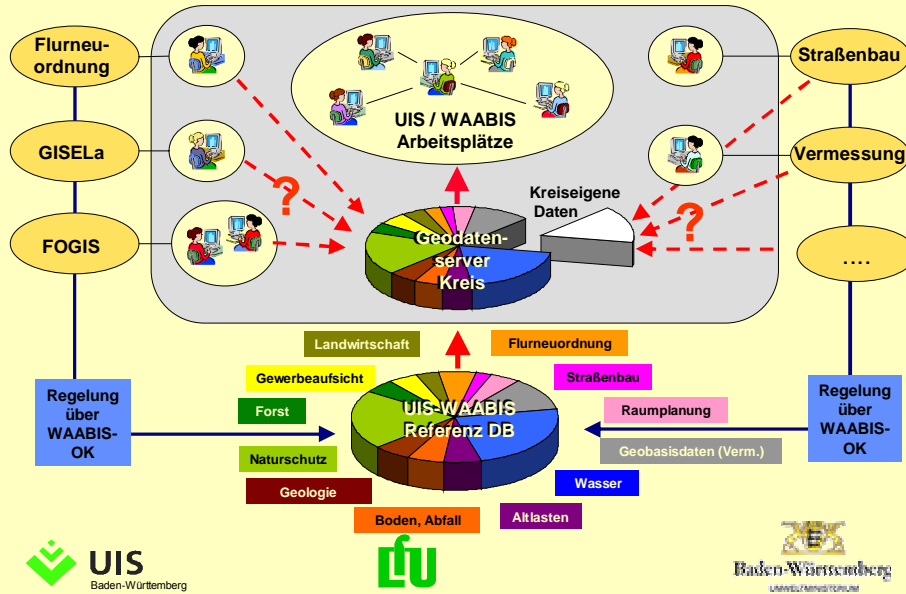 Flurneu-
ordnung
GISELa
FOGIS
Regelung
über
WAABIS-
OK
UIS / WAABIS
Arbeitsplätze
?
Geodaten-
server
Kreis
Kreiseigene
Daten
?
Straßenbau
Vermessung
....
Regelung
über
WAABIS-
OK
Landwirtschaft
Flurneuordnung
Gewerbeaufsicht
Straßenbau
Forst
UIS-WAABIS
Referenz DB
Raumplanung
Naturschutz
Geobasisdaten (Verm.)
Geologie
Wasser
Boden, Abfall
Altlasten
UIS
Baden-Württemberg
LfU
Baden-Württemberg
UMWELTMINISTERIUM